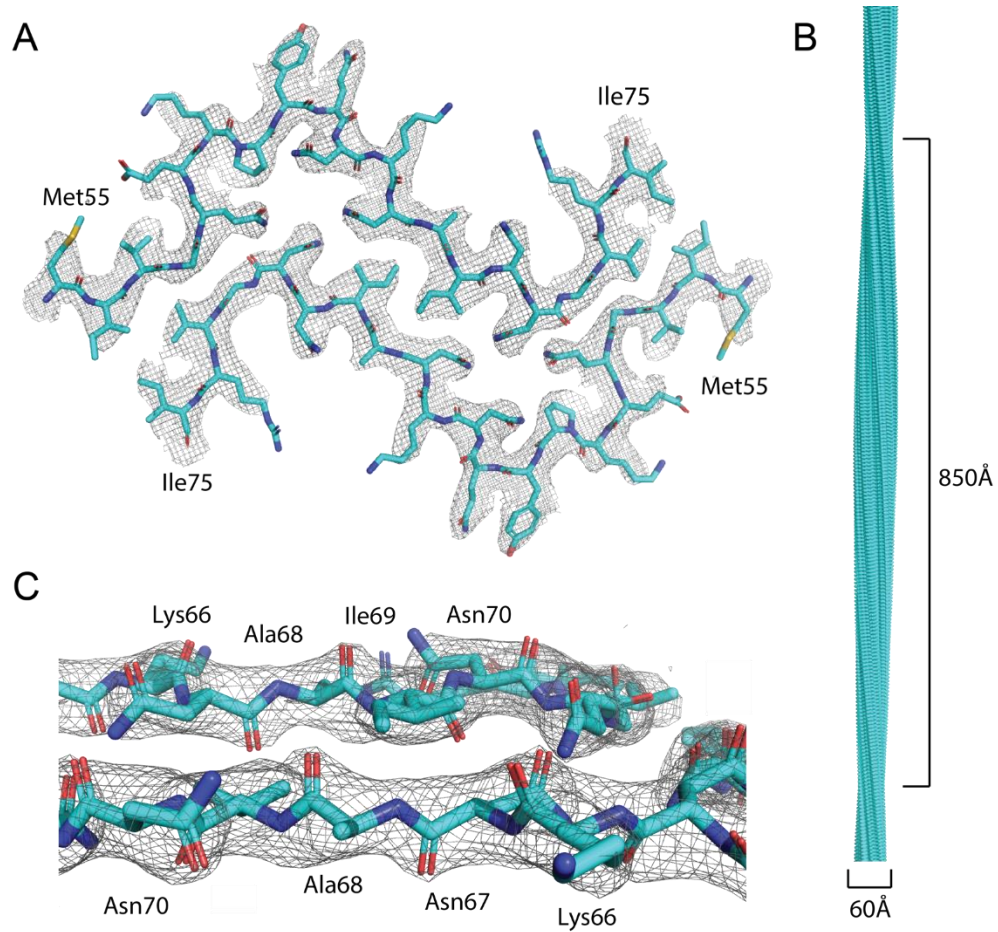 A
B
Ile75
Met55
Met55
Ile75
850Å
C
Lys66
Ala68
Ile69
Asn70
Asn70
Ala68
Asn67
Lys66
60Å